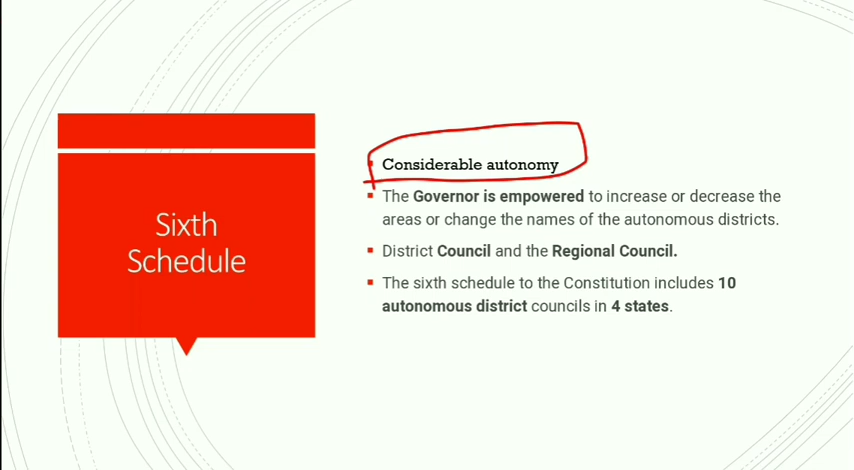 Sixth
Schedule
Considerable autonomy
The Governor is empowered to increase or decrease the
areas or change the names of the autonomous districts.
District Council and the Regional Council.
The sixth schedule to the Constitution includes 10
autonomous district councils in 4 states.